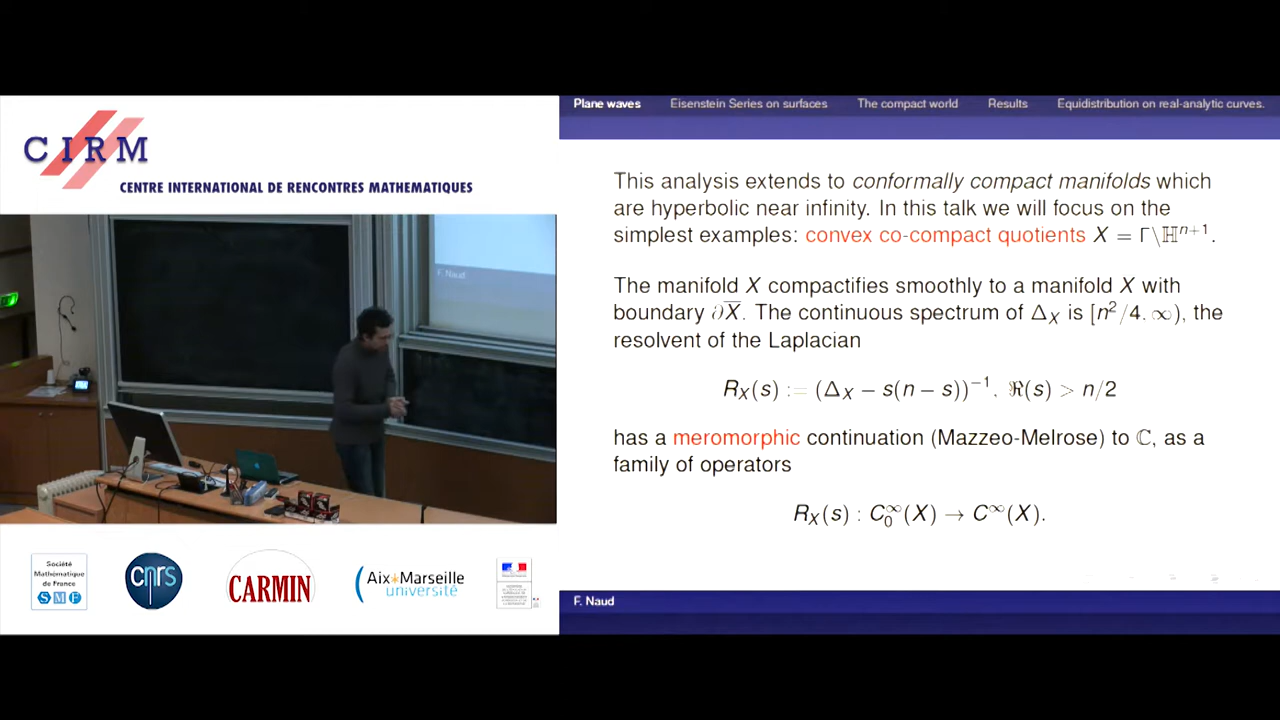 CIRM
CENTRE INTERNATIONAL DE RENCONTRES MATHEMATIQUES
F. Naud
Société
Mathématique
de France
SMF
cnrs
CARMIN
Aix*Marseille
université
Plane waves Eisenstein Series on surfaces The compact world Results Equidistribution on real-analytic curves.
This analysis extends to conformally compact manifolds which
are hyperbolic near infinity. In this talk we will focus on the
simplest examples: convex co-compact quotients X = Γ\ℍⁿ⁺¹.
The manifold X compactifies smoothly to a manifold X with
boundary ∂X̅. The continuous spectrum of Δ_X is [n²/4, ∞), the
resolvent of the Laplacian
R_X(s) := (Δ_X − s(n − s))⁻¹, ℜ(s) > n/2
has a meromorphic continuation (Mazzeo-Melrose) to ℂ, as a
family of operators
R_X(s) : C₀^∞(X) → C^∞(X).
F. Naud